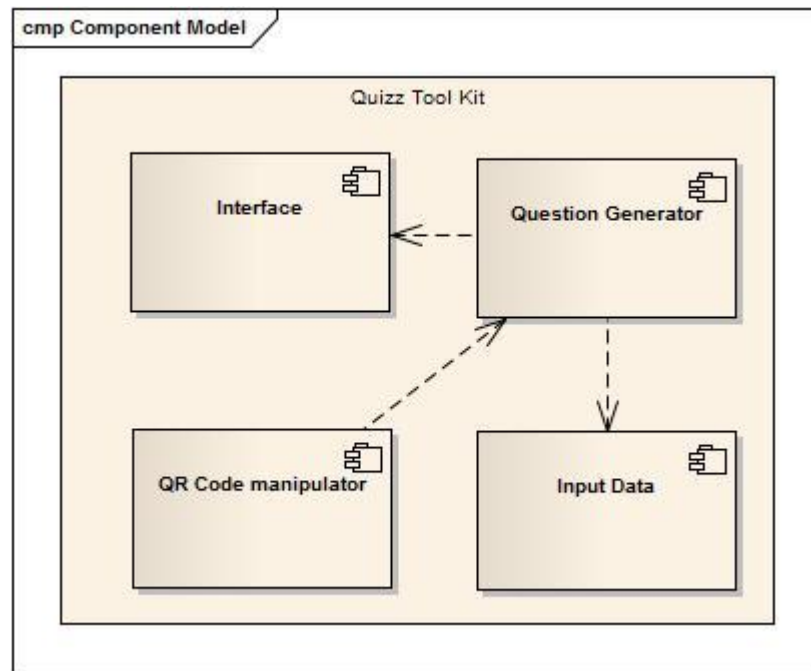 cmp Component Model
Quizz Tool Kit
Interface
Question Generator
QR Code manipulator
Input Data